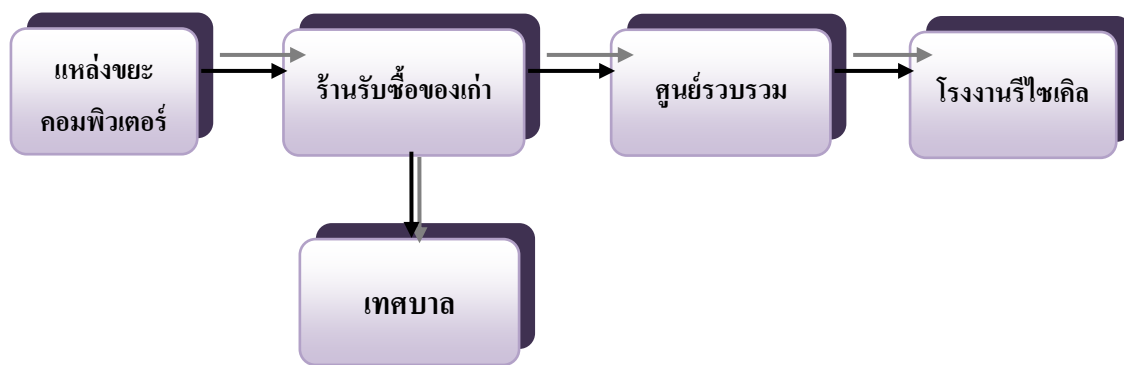 แหล่งขยะ
คอมพิวเตอร์
ร้านรับซื้อของเก่า
ศูนย์รวบรวม
โรงงานรีไซเคิล
เทศบาล